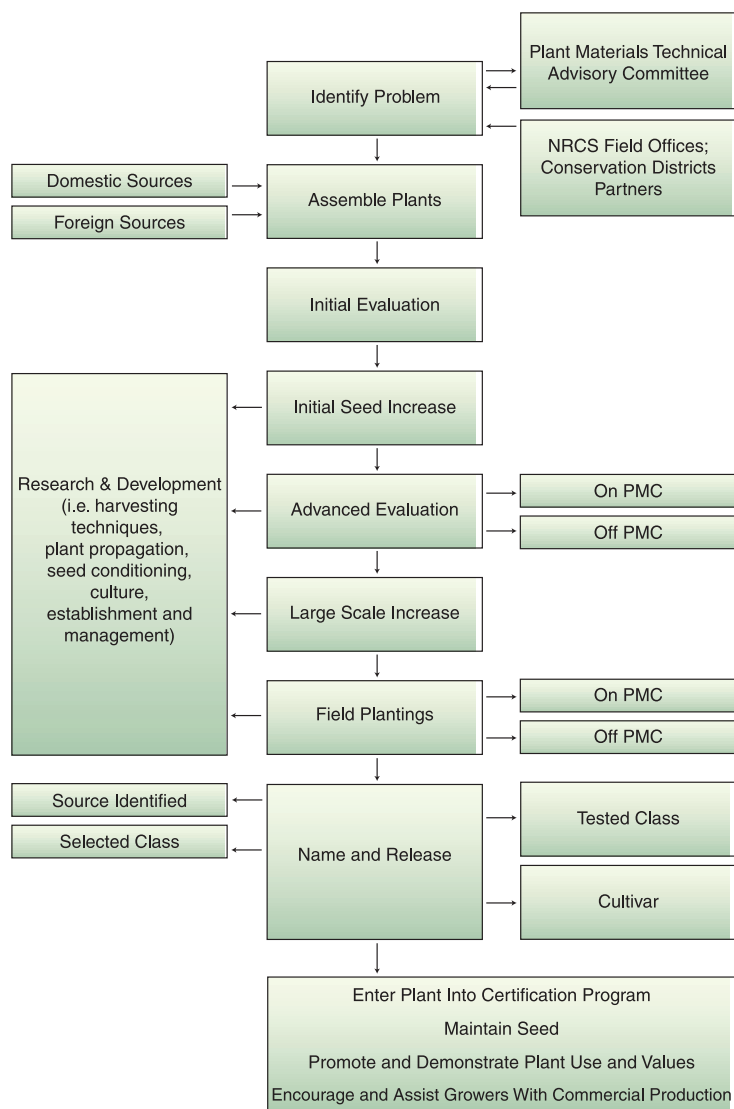 Plant Materials Technical
Advisory Committee
Identify Problem
NRCS Field Offices;
Conservation Districts
Partners
Domestic Sources
Foreign Sources
Assemble Plants
Initial Evaluation
Initial Seed Increase
Research & Development
(i.e. harvesting
techniques,
plant propagation,
seed conditioning,
culture,
establishment and
management)
Advanced Evaluation
On PMC
Off PMC
Large Scale Increase
Field Plantings
On PMC
Off PMC
Source Identified
Selected Class
Name and Release
Tested Class
Cultivar
Enter Plant Into Certification Program
Maintain Seed
Promote and Demonstrate Plant Use and Values
Encourage and Assist Growers With Commercial Production